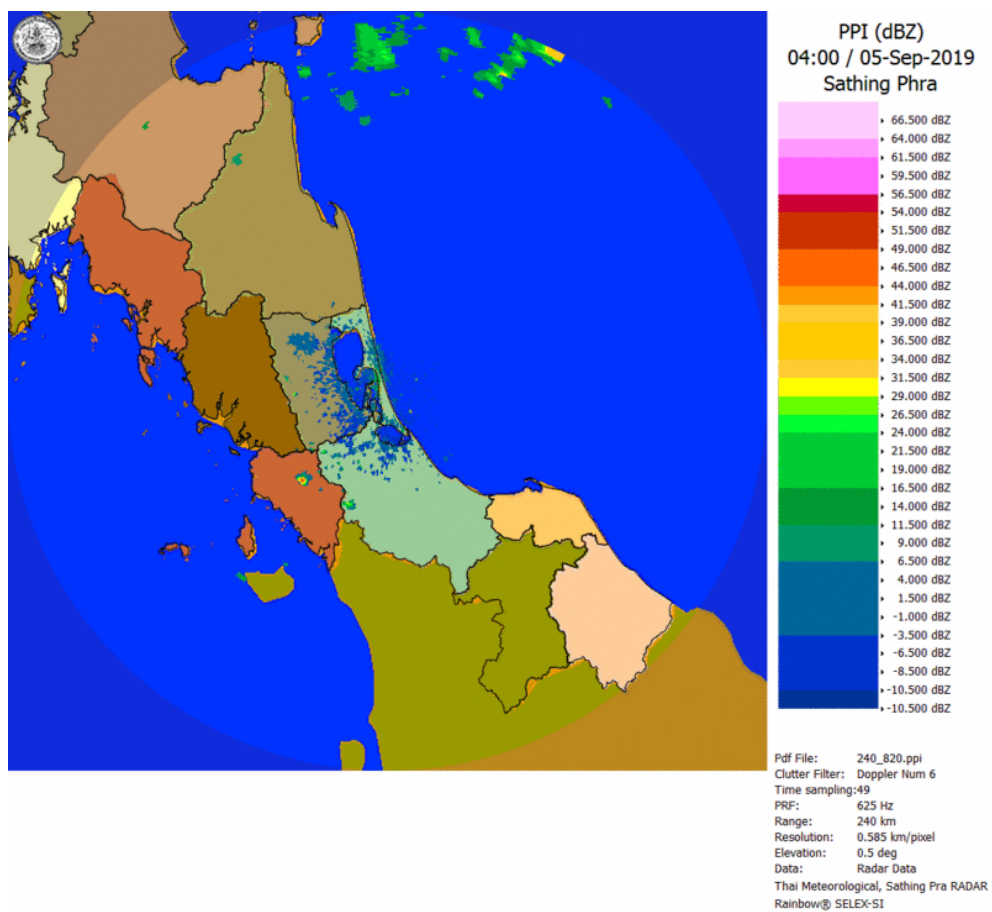 PPI (dBZ)
04:00 / 05-Sep-2019
Sathing Phra
66.500 dBZ
64.000 dBZ
61.500 dBZ
59.500 dBZ
56.500 dBZ
54.000 dBZ
51.500 dBZ
49.000 dBZ
46.500 dBZ
44.000 dBZ
41.500 dBZ
39.000 dBZ
36.500 dBZ
34.000 dBZ
31.500 dBZ
29.000 dBZ
26.500 dBZ
24.000 dBZ
21.500 dBZ
19.000 dBZ
16.500 dBZ
14.000 dBZ
11.500 dBZ
9.000 dBZ
6.500 dBZ
4.000 dBZ
1.500 dBZ
-1.000 dBZ
-3.500 dBZ
-6.500 dBZ
-8.500 dBZ
-10.500 dBZ
-10.500 dBZ
Pdf File: 240_820.ppi
Clutter Filter: Doppler Num 6
Time sampling:49
PRF: 625 Hz
Range: 240 km
Resolution: 0.585 km/pixel
Elevation: 0.5 deg
Data: Radar Data
Thai Meteorological, Sathing Pra RADAR
Rainbow® SELEX-SI